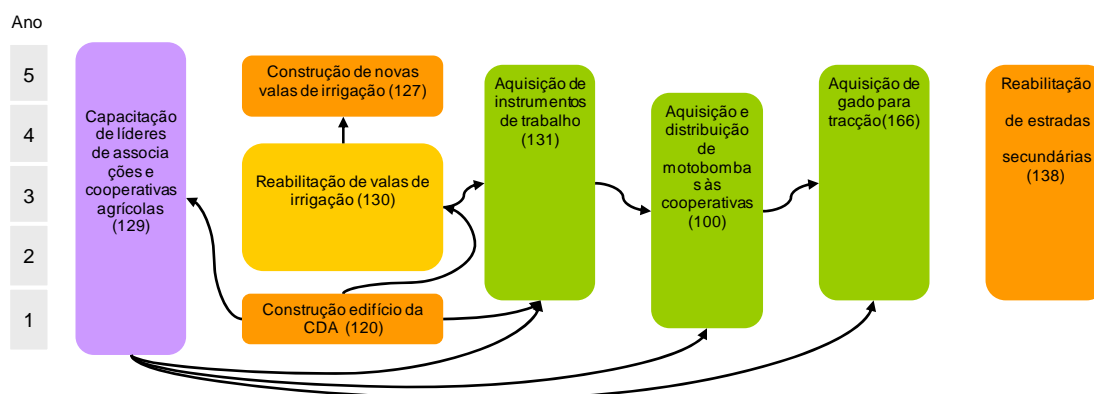 Ano
5
4
3
2
1
Capacitação
de líderes
de associa
ções e
cooperativas
agrícolas
(129)
Construção de novas
valas de irrigação (127)
Reabilitação de valas de
irrigação (130)
Construção edifício da
CDA (120)
Aquisição de
instrumentos
de trabalho
(131)
Aquisição e
distribuição
de
motobomba
s às
cooperativas
(100)
Aquisição de
gado para
tracção(166)
Reabilitação
de estradas
secundárias
(138)